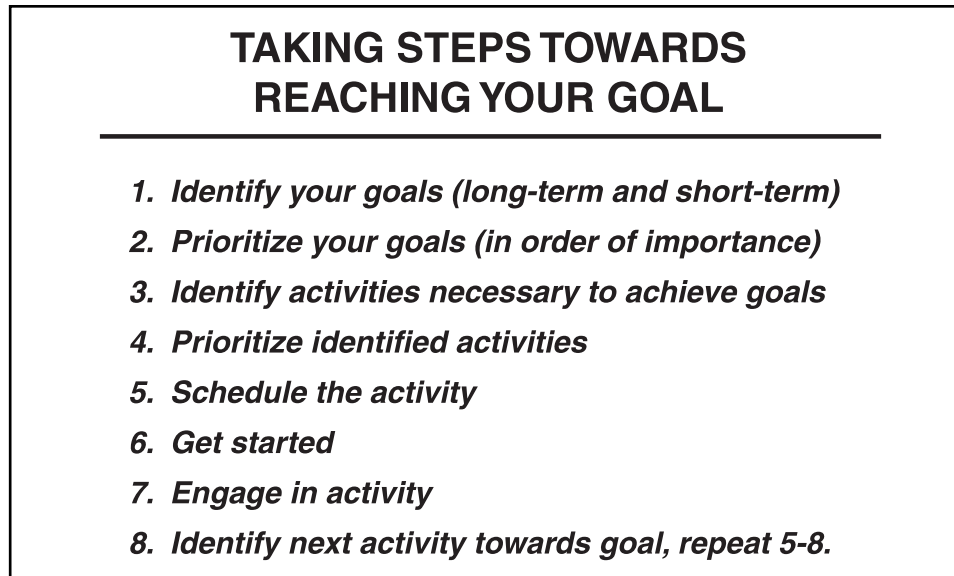 TAKING STEPS TOWARDS
REACHING YOUR GOAL
1. Identify your goals (long-term and short-term)
2. Prioritize your goals (in order of importance)
3. Identify activities necessary to achieve goals
4. Prioritize identified activities
5. Schedule the activity
6. Get started
7. Engage in activity
8. Identify next activity towards goal, repeat 5-8.